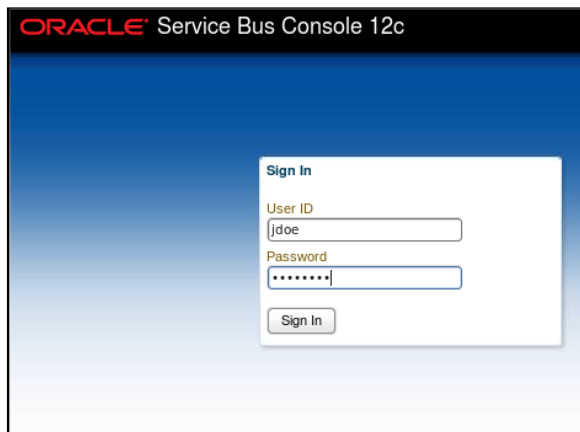 ORACLE Service Bus Console 12c
Sign In
User ID
jdoe
Password
••••••••
Sign In